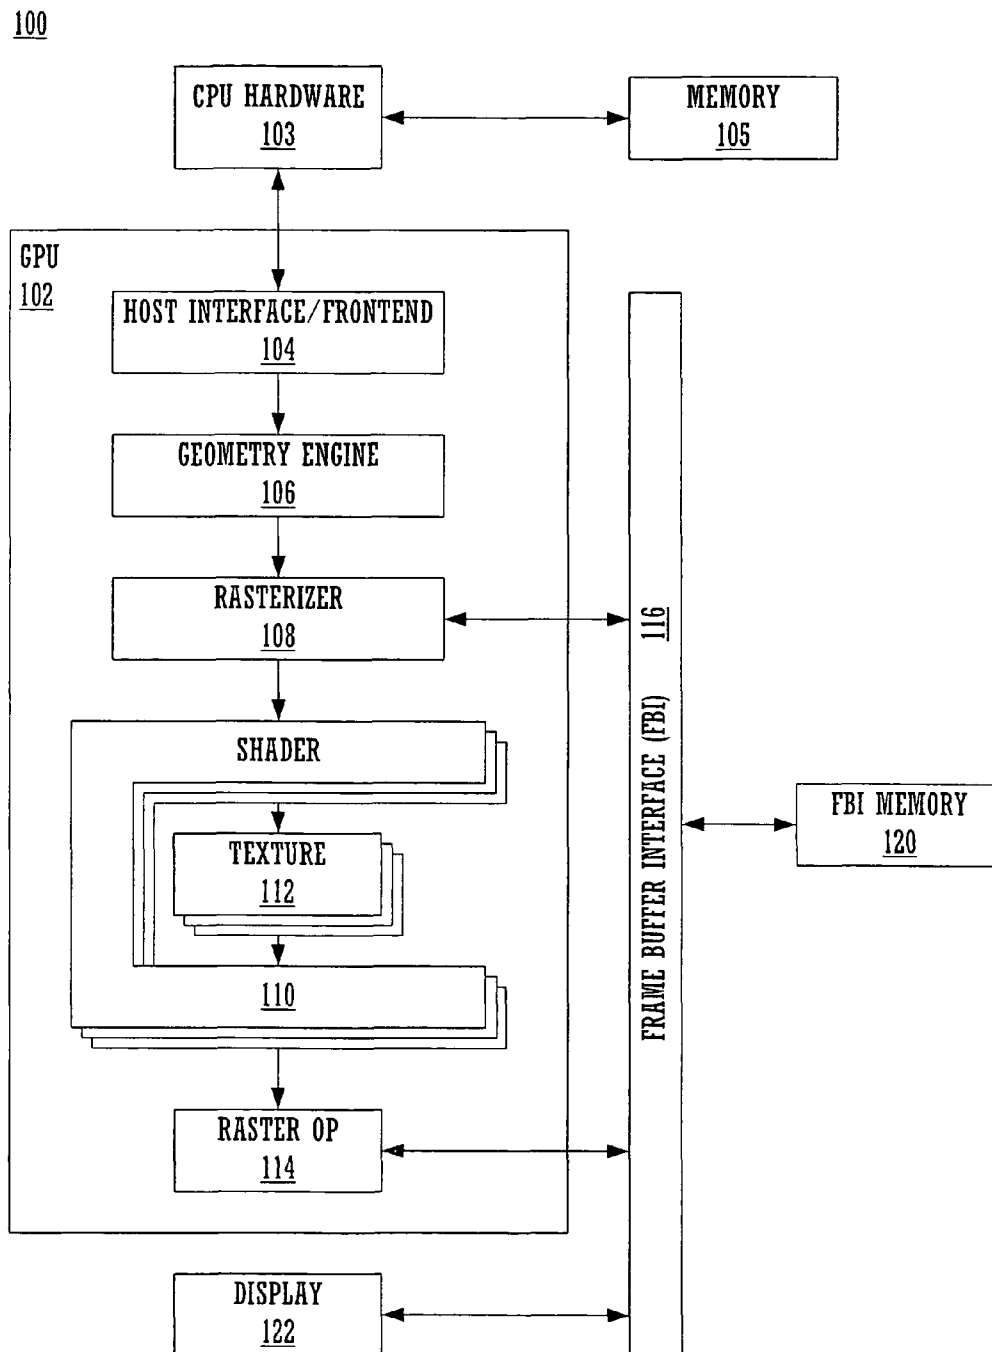 100
CPU HARDWARE
103
MEMORY
105
GPU
102
HOST INTERFACE/FRONTEND
104
GEOMETRY ENGINE
106
RASTERIZER
108
SHADER
TEXTURE
112
110
RASTER OP
114
FRAME BUFFER INTERFACE (FBI) 116
FBI MEMORY
120
DISPLAY
122